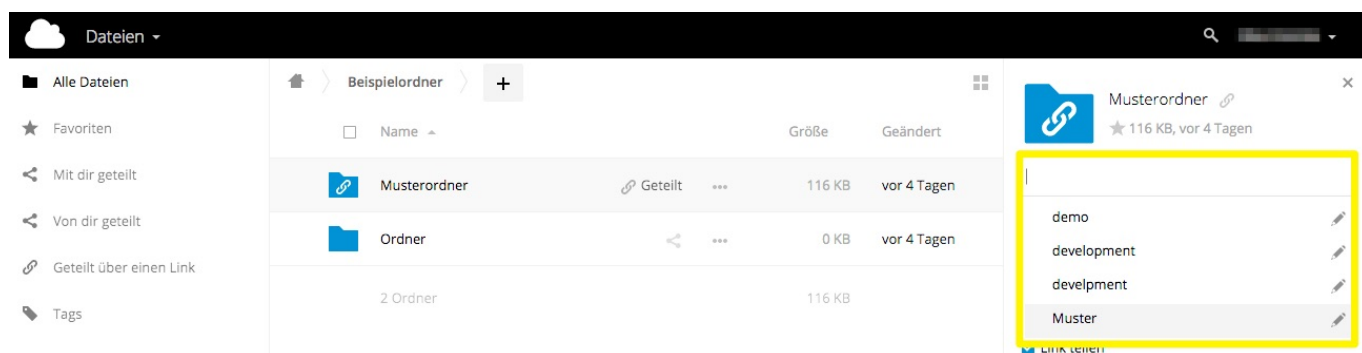 Dateien
Alle Dateien
Favoriten
Mit dir geteilt
Von dir geteilt
Geteilt über einen Link
Tags
Beispielordner +
Name Größe Geändert
Musterordner Geteilt 116 KB vor 4 Tagen
Ordner 0 KB vor 4 Tagen
2 Ordner 116 KB
Musterordner
116 KB, vor 4 Tagen
demo
development
develpment
Muster
Link teilen